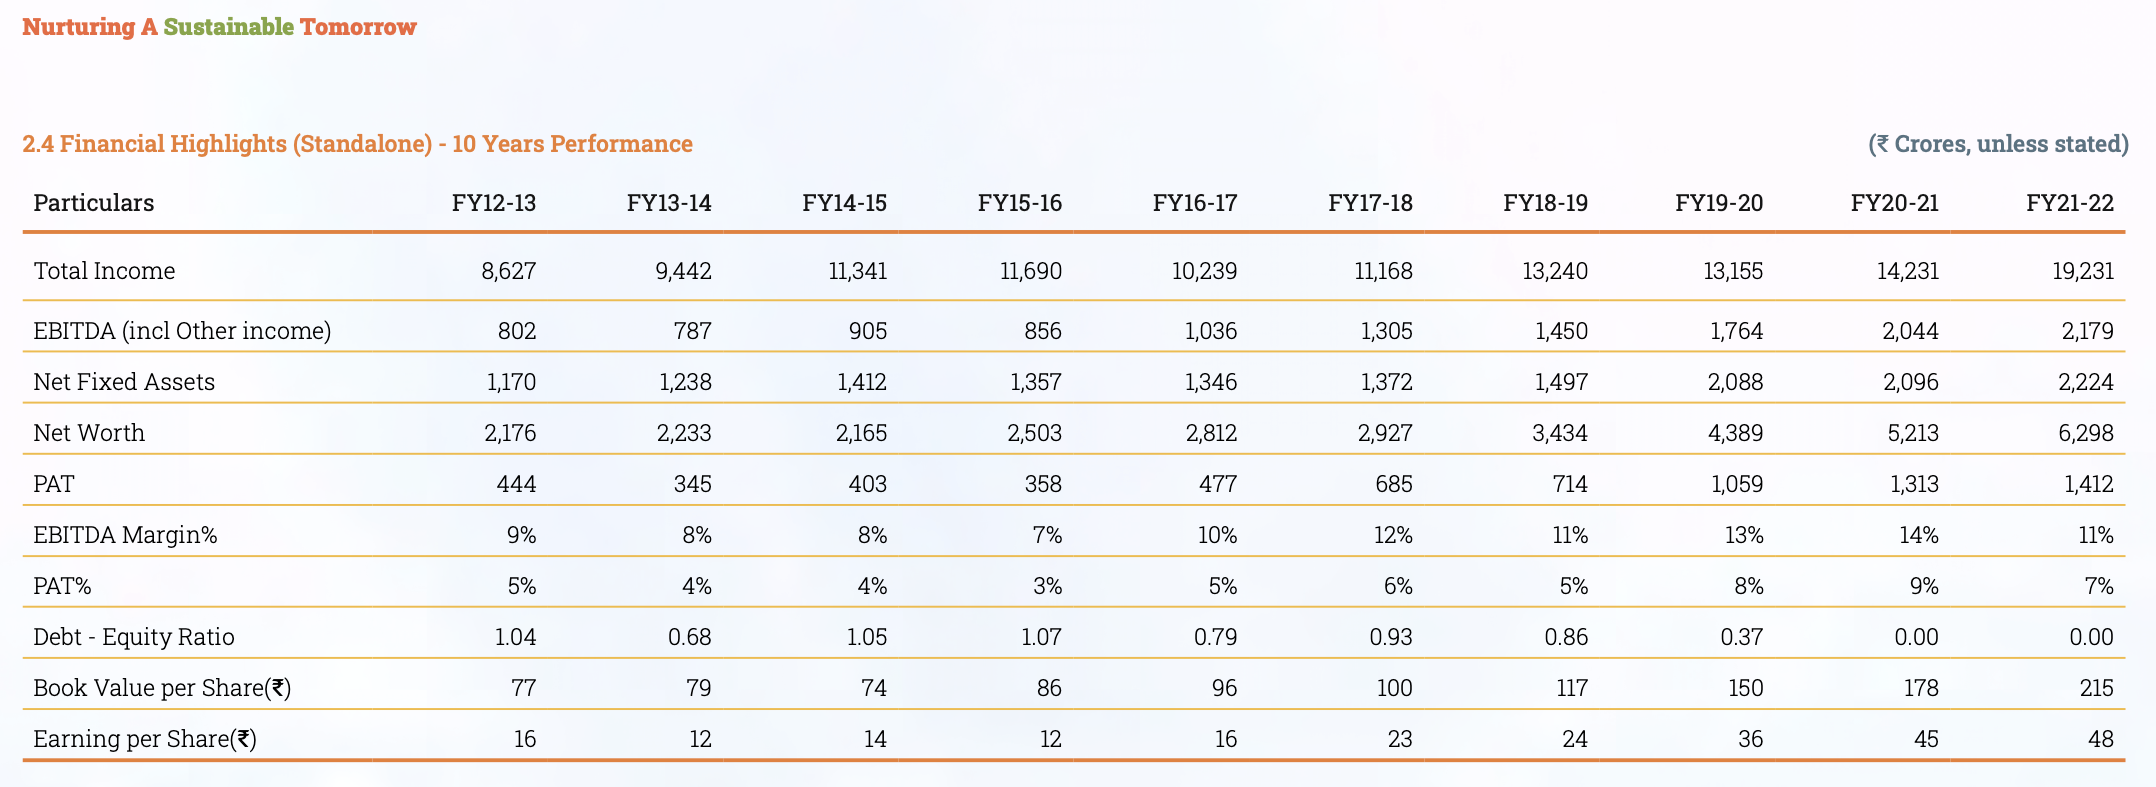 Nurturing A Sustainable Tomorrow
2.4 Financial Highlights (Standalone) - 10 Years Performance (₹ Crores, unless stated)
Particulars FY12-13 FY13-14 FY14-15 FY15-16 FY16-17 FY17-18 FY18-19 FY19-20 FY20-21 FY21-22
Total Income 8,627 9,442 11,341 11,690 10,239 11,168 13,240 13,155 14,231 19,231
EBITDA (incl Other income) 802 787 905 856 1,036 1,305 1,450 1,764 2,044 2,179
Net Fixed Assets 1,170 1,238 1,412 1,357 1,346 1,372 1,497 2,088 2,096 2,224
Net Worth 2,176 2,233 2,165 2,503 2,812 2,927 3,434 4,389 5,213 6,298
PAT 444 345 403 358 477 685 714 1,059 1,313 1,412
EBITDA Margin% 9% 8% 8% 7% 10% 12% 11% 13% 14% 11%
PAT% 5% 4% 4% 3% 5% 6% 5% 8% 9% 7%
Debt - Equity Ratio 1.04 0.68 1.05 1.07 0.79 0.93 0.86 0.37 0.00 0.00
Book Value per Share(₹) 77 79 74 86 96 100 117 150 178 215
Earning per Share(₹) 16 12 14 12 16 23 24 36 45 48